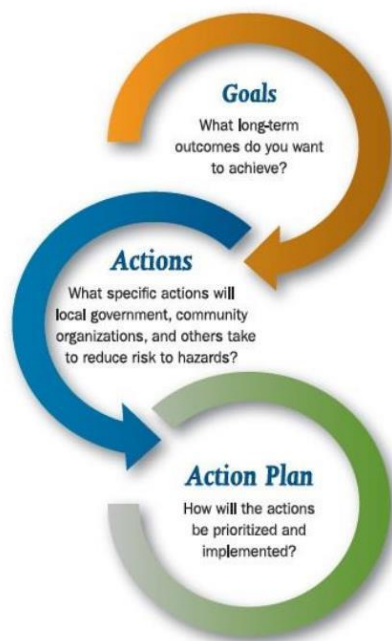 Goals
What long-term
outcomes do you want
to achieve?
Actions
What specific actions will
local government, community
organizations, and others take
to reduce risk to hazards?
Action Plan
How will the actions
be prioritized and
implemented?